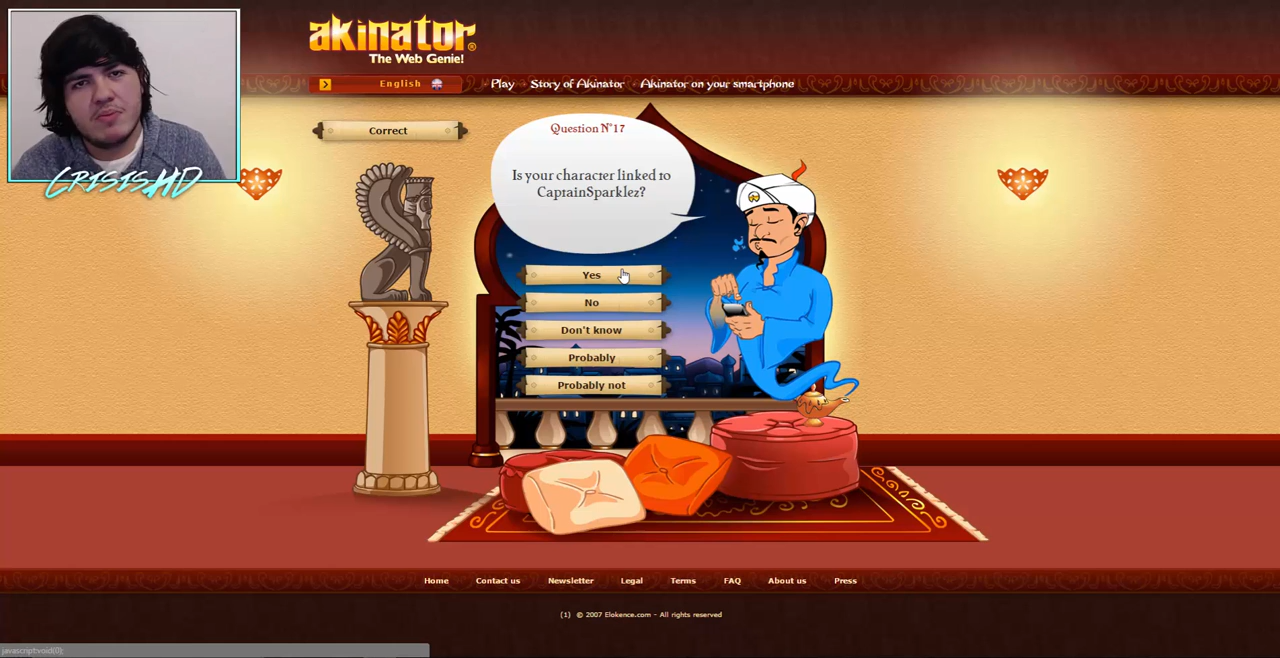 akinator®
The Web Genie!
English
Play
Story of Akinator
Akinator on your smartphone
CRISISHD
Correct
Question N°17
Is your character linked to
CaptainSparklez?
Yes
No
Don't know
Probably
Probably not
Home
Contact us
Newsletter
Legal
Terms
FAQ
About us
Press
(1) © 2007 Elokence.com - All rights reserved
javascript:void(0);